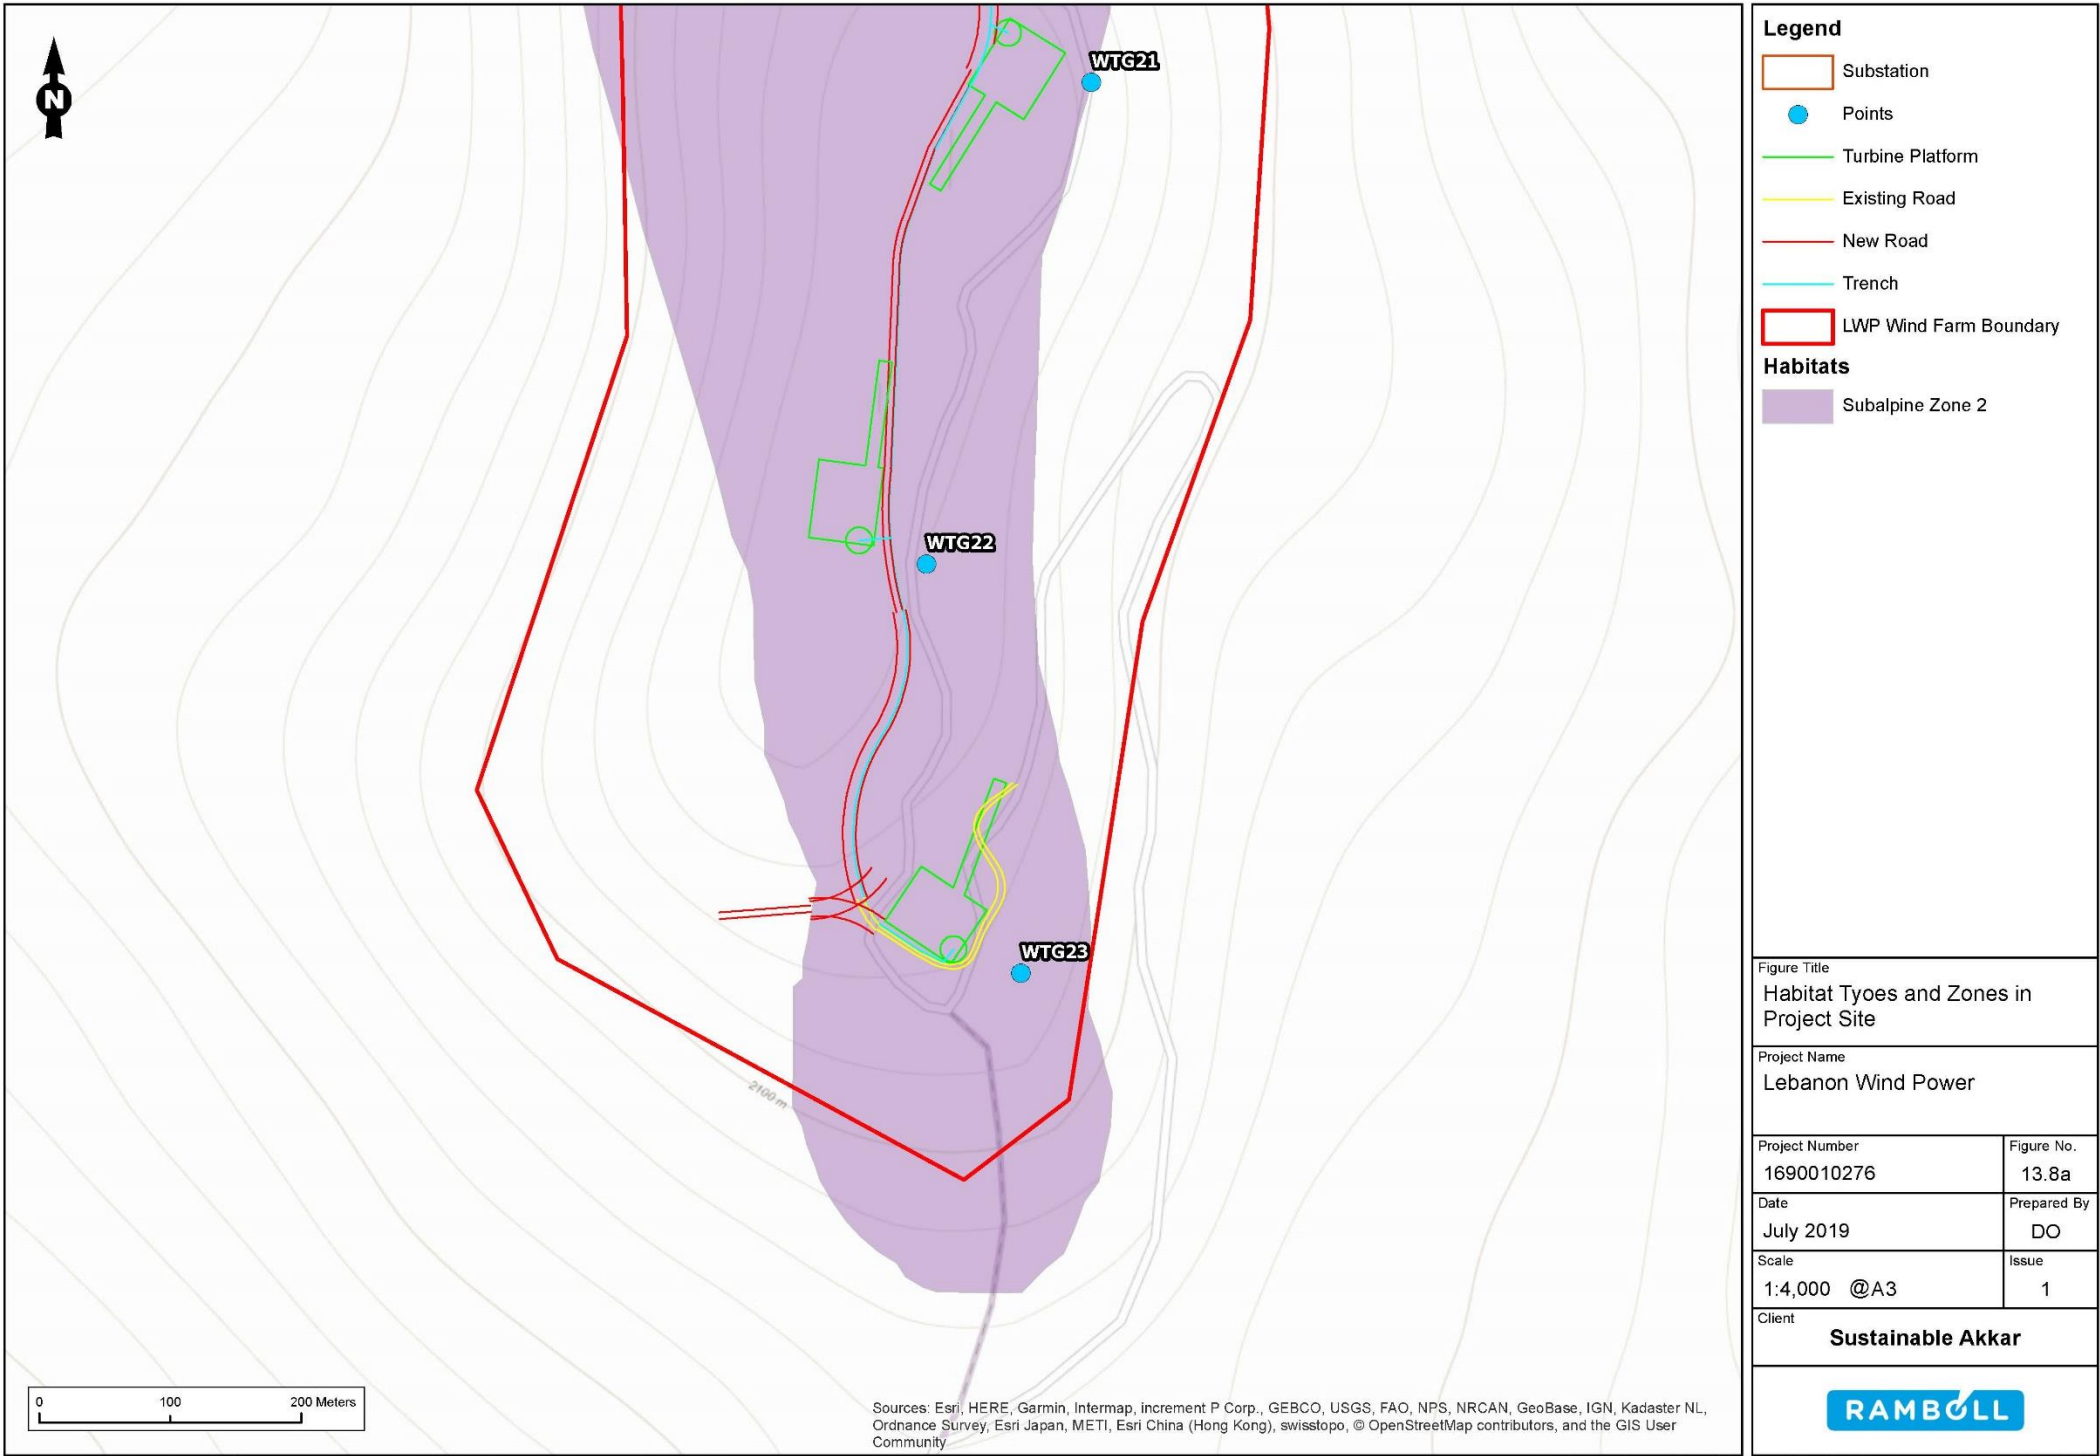 N
WTG21
WTG22
WTG23
2100 m
0 100 200 Meters
Sources: Esri, HERE, Garmin, Intermap, increment P Corp., GEBCO, USGS, FAO, NPS, NRCAN, GeoBase, IGN, Kadaster NL,
Ordnance Survey, Esri Japan, METI, Esri China (Hong Kong), swisstopo, © OpenStreetMap contributors, and the GIS User
Community
Legend
Substation
Points
Turbine Platform
Existing Road
New Road
Trench
LWP Wind Farm Boundary
Habitats
Subalpine Zone 2
Figure Title
Habitat Tyoes and Zones in
Project Site
Project Name
Lebanon Wind Power
Project Number
1690010276
Figure No.
13.8a
Date
July 2019
Prepared By
DO
Scale
1:4,000 @A3
Issue
1
Client
Sustainable Akkar
RAMBOLL